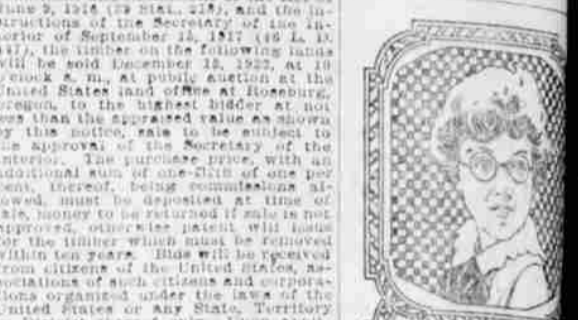 June 9, 1916 (39 Stat., 218), and the in-
structions of the Secretary of the In-
terior of September 15, 1917 (46 L. D.
447), the timber on the following lands
will be sold December 18, 1922, at 10
o'clock a. m., at public auction at the
United States land office at Roseburg,
Oregon, to the highest bidder at not
less than the appraised value as shown
by this notice, sale to be subject to
the approval of the Secretary of the
Interior. The purchase price, with an
additional sum of one-fifth of one per
cent, thereof, being commissions al-
lowed, must be deposited at time of
sale, money to be returned if sale is not
approved, otherwise patent will issue
for the timber which must be removed
within ten years. Bids will be received
from citizens of the United States, as-
sociations of such citizens and corpora-
tions organized under the laws of the
United States or any State, Territory